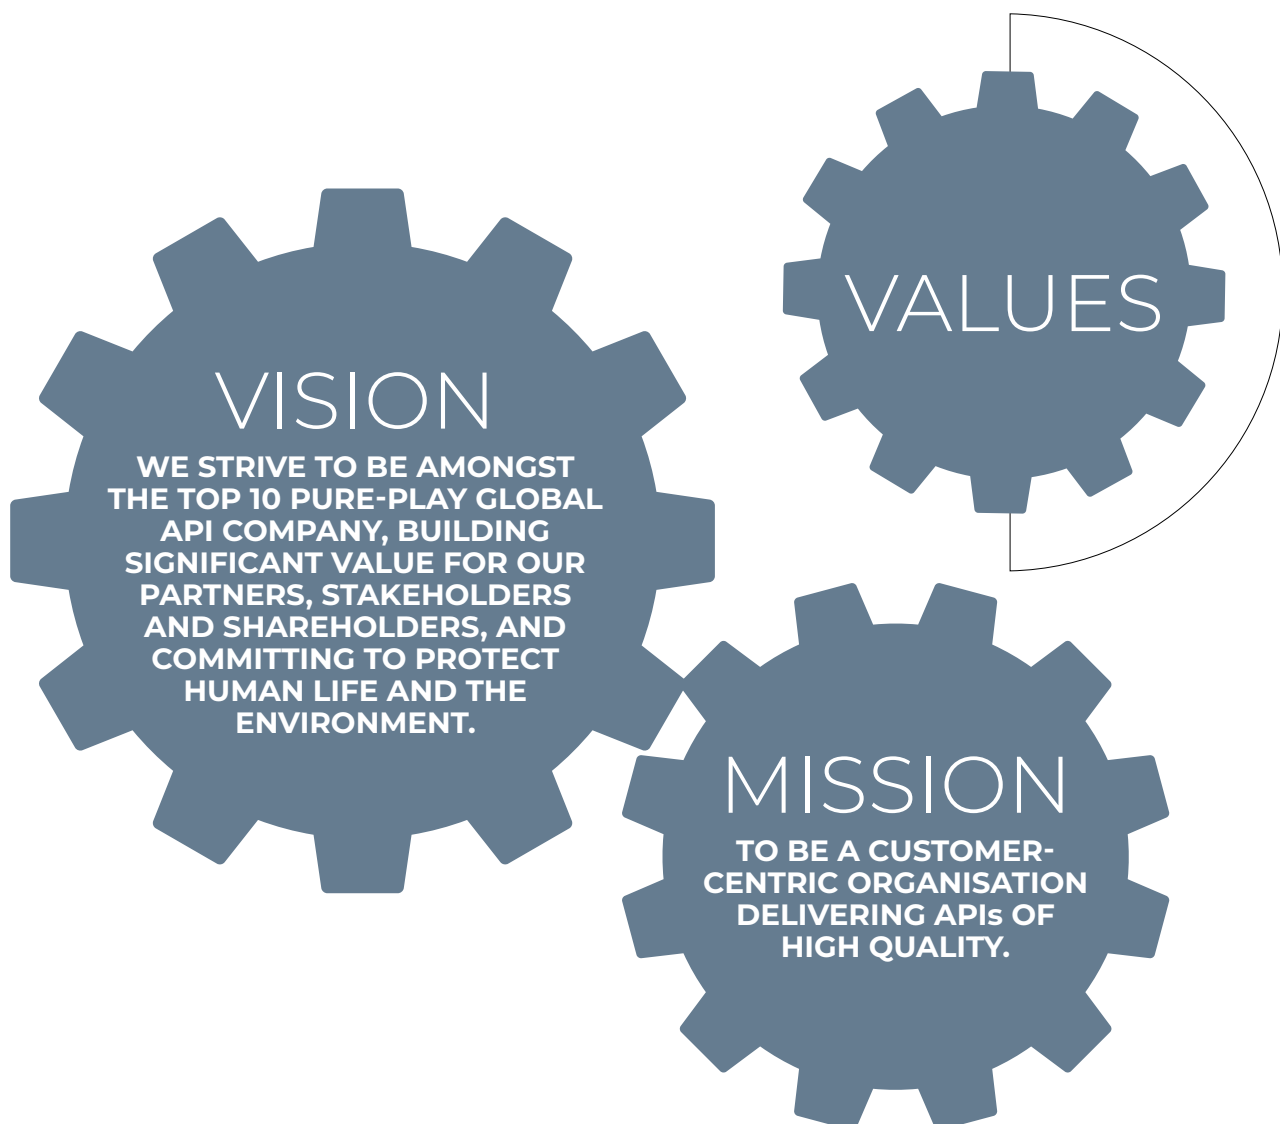 VALUES
VISION
WE STRIVE TO BE AMONGST
THE TOP 10 PURE-PLAY GLOBAL
API COMPANY, BUILDING
SIGNIFICANT VALUE FOR OUR
PARTNERS, STAKEHOLDERS
AND SHAREHOLDERS, AND
COMMITTING TO PROTECT
HUMAN LIFE AND THE
ENVIRONMENT.
MISSION
TO BE A CUSTOMER-
CENTRIC ORGANISATION
DELIVERING APIs OF
HIGH QUALITY.